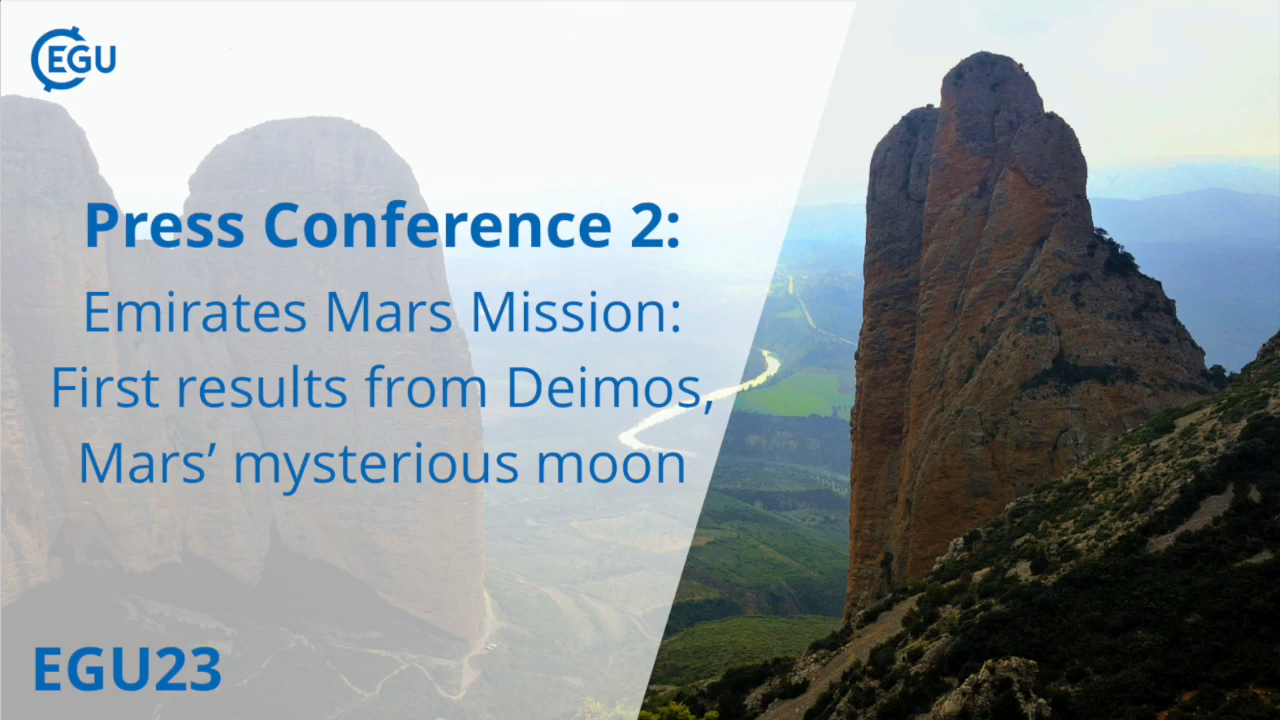 EGU
Press Conference 2:
Emirates Mars Mission:
First results from Deimos,
Mars’ mysterious moon
EGU23